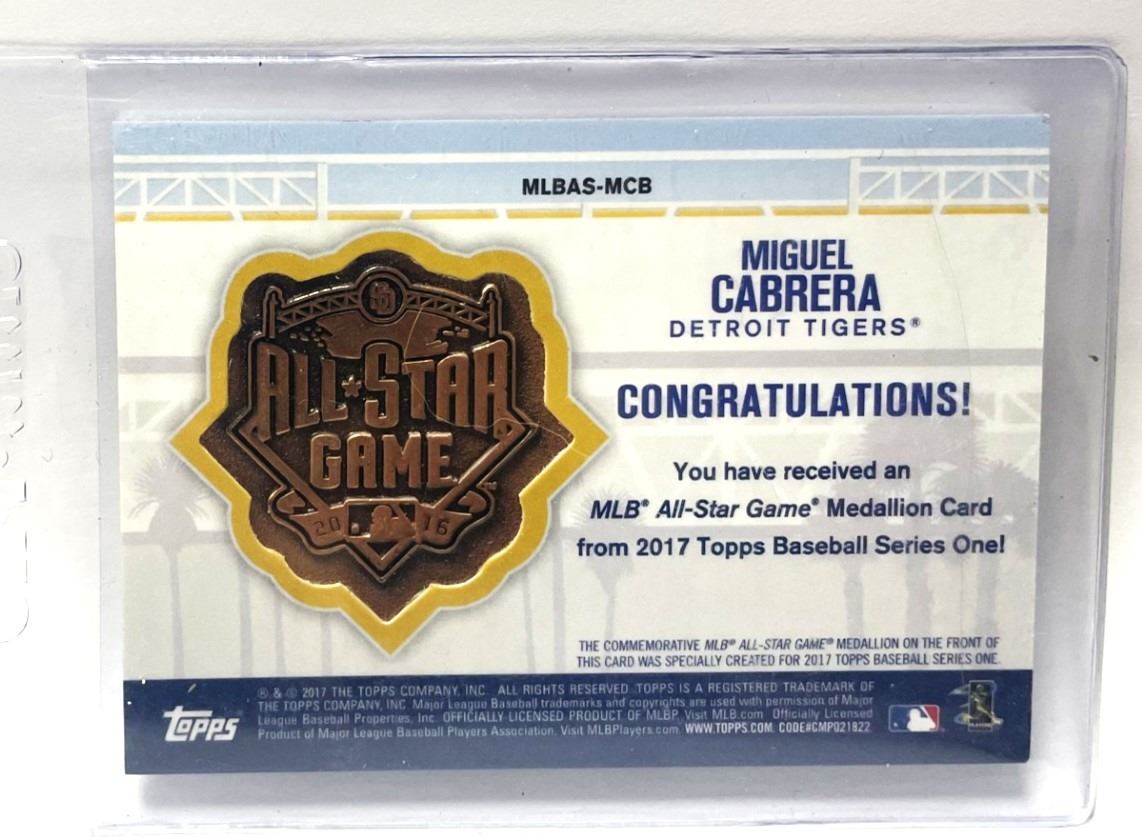 MLBAS-MCB
SD
ALL★STAR
GAME
™
2016
MIGUEL
CABRERA
DETROIT TIGERS®
CONGRATULATIONS!
You have received an
MLB® All-Star Game® Medallion Card
from 2017 Topps Baseball Series One!
THE COMMEMORATIVE MLB® ALL-STAR GAME® MEDALLION ON THE FRONT OF
THIS CARD WAS SPECIALLY CREATED FOR 2017 TOPPS BASEBALL SERIES ONE.
TOPPS
® & © 2017 THE TOPPS COMPANY, INC. ALL RIGHTS RESERVED. TOPPS IS A REGISTERED TRADEMARK OF
THE TOPPS COMPANY, INC. Major League Baseball trademarks and copyrights are used with permission of Major
League Baseball Properties, Inc. OFFICIALLY LICENSED PRODUCT OF MLBP. Visit MLB.com. Officially Licensed
Product of Major League Baseball Players Association. Visit MLBPlayers.com. WWW.TOPPS.COM. CODE#CMP021822